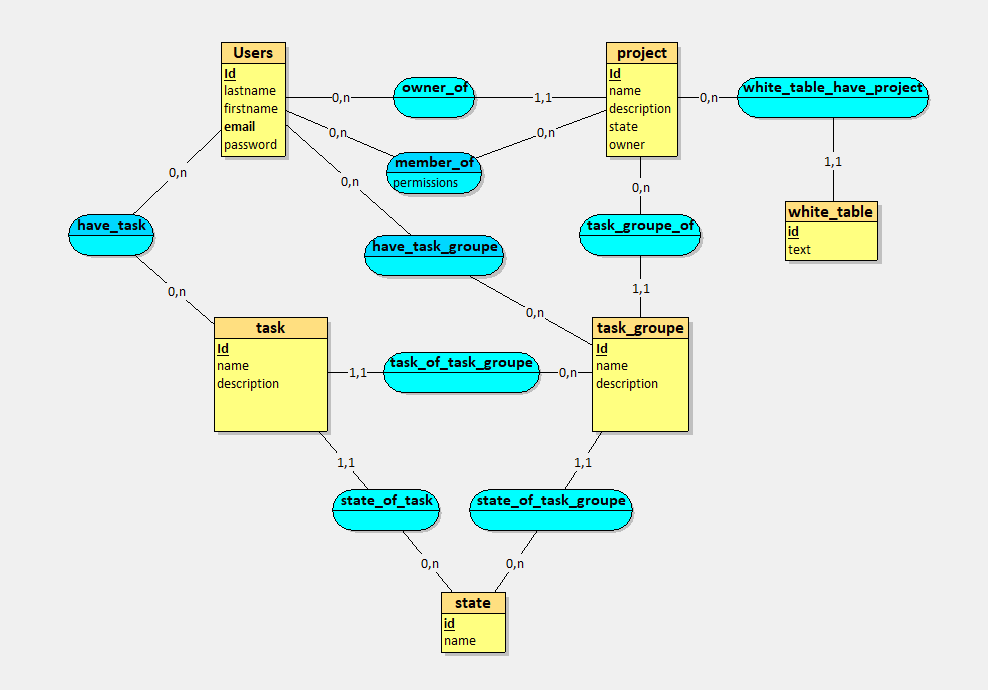 Users
Id
lastname
firstname
email
password
0,n
owner_of
1,1
project
Id
name
description
state
owner
0,n
white_table_have_project
0,n
member_of
permissions
0,n
0,n
0,n
1,1
white_table
id
text
0,n
have_task
have_task_groupe
task_groupe_of
0,n
0,n
1,1
task
Id
name
description
1,1
task_of_task_groupe
0,n
task_groupe
Id
name
description
1,1
1,1
state_of_task
state_of_task_groupe
0,n
0,n
state
id
name